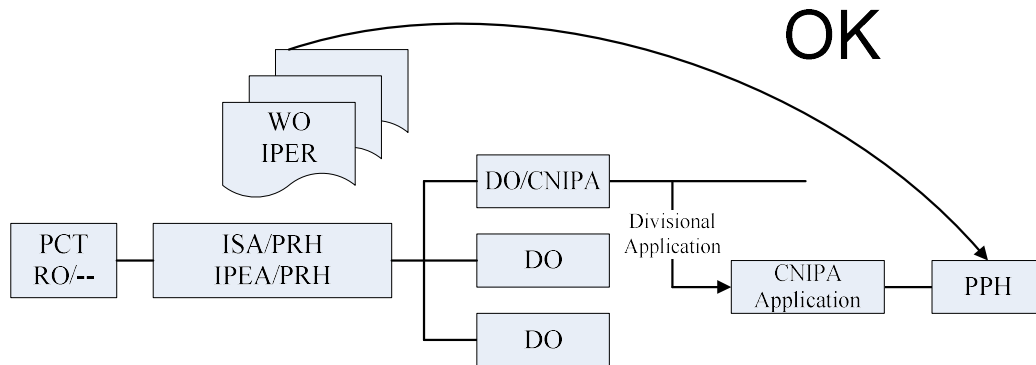 OK
WO
IPER
DO/CNIPA
Divisional
Application
PCT
RO/--
ISA/PRH
IPEA/PRH
DO
CNIPA
Application
PPH
DO